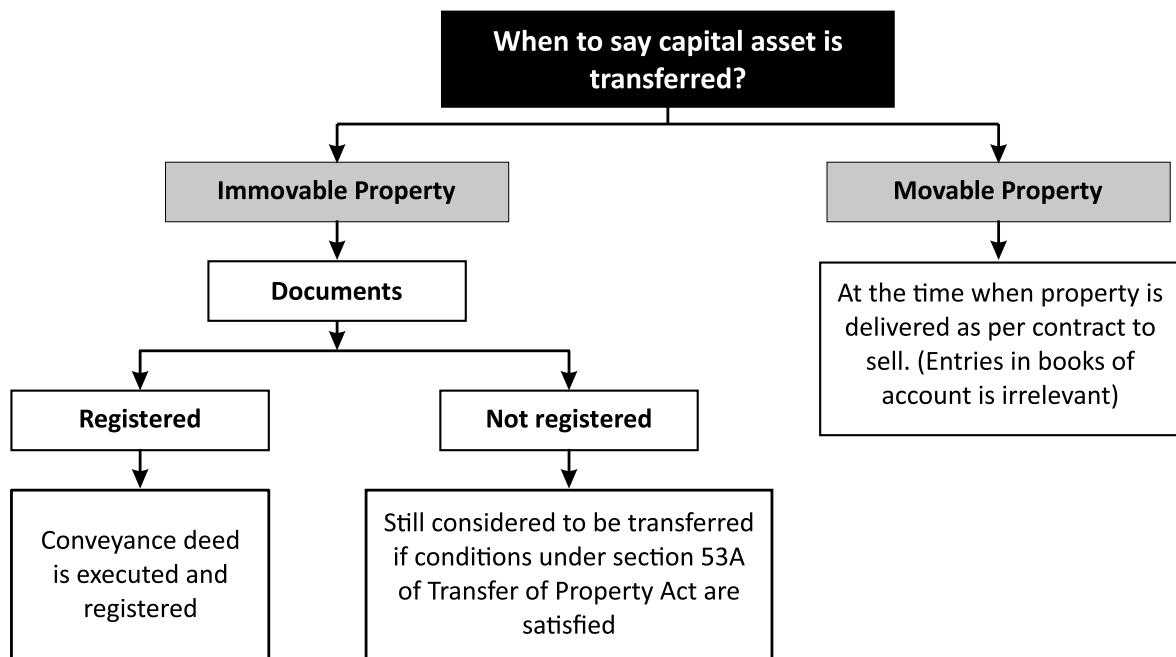 When to say capital asset is
transferred?
Immovable Property
Movable Property
Documents
At the time when property is
delivered as per contract to
sell. (Entries in books of
account is irrelevant)
Registered
Not registered
Conveyance deed
is executed and
registered
Still considered to be transferred
if conditions under section 53A
of Transfer of Property Act are
satisfied